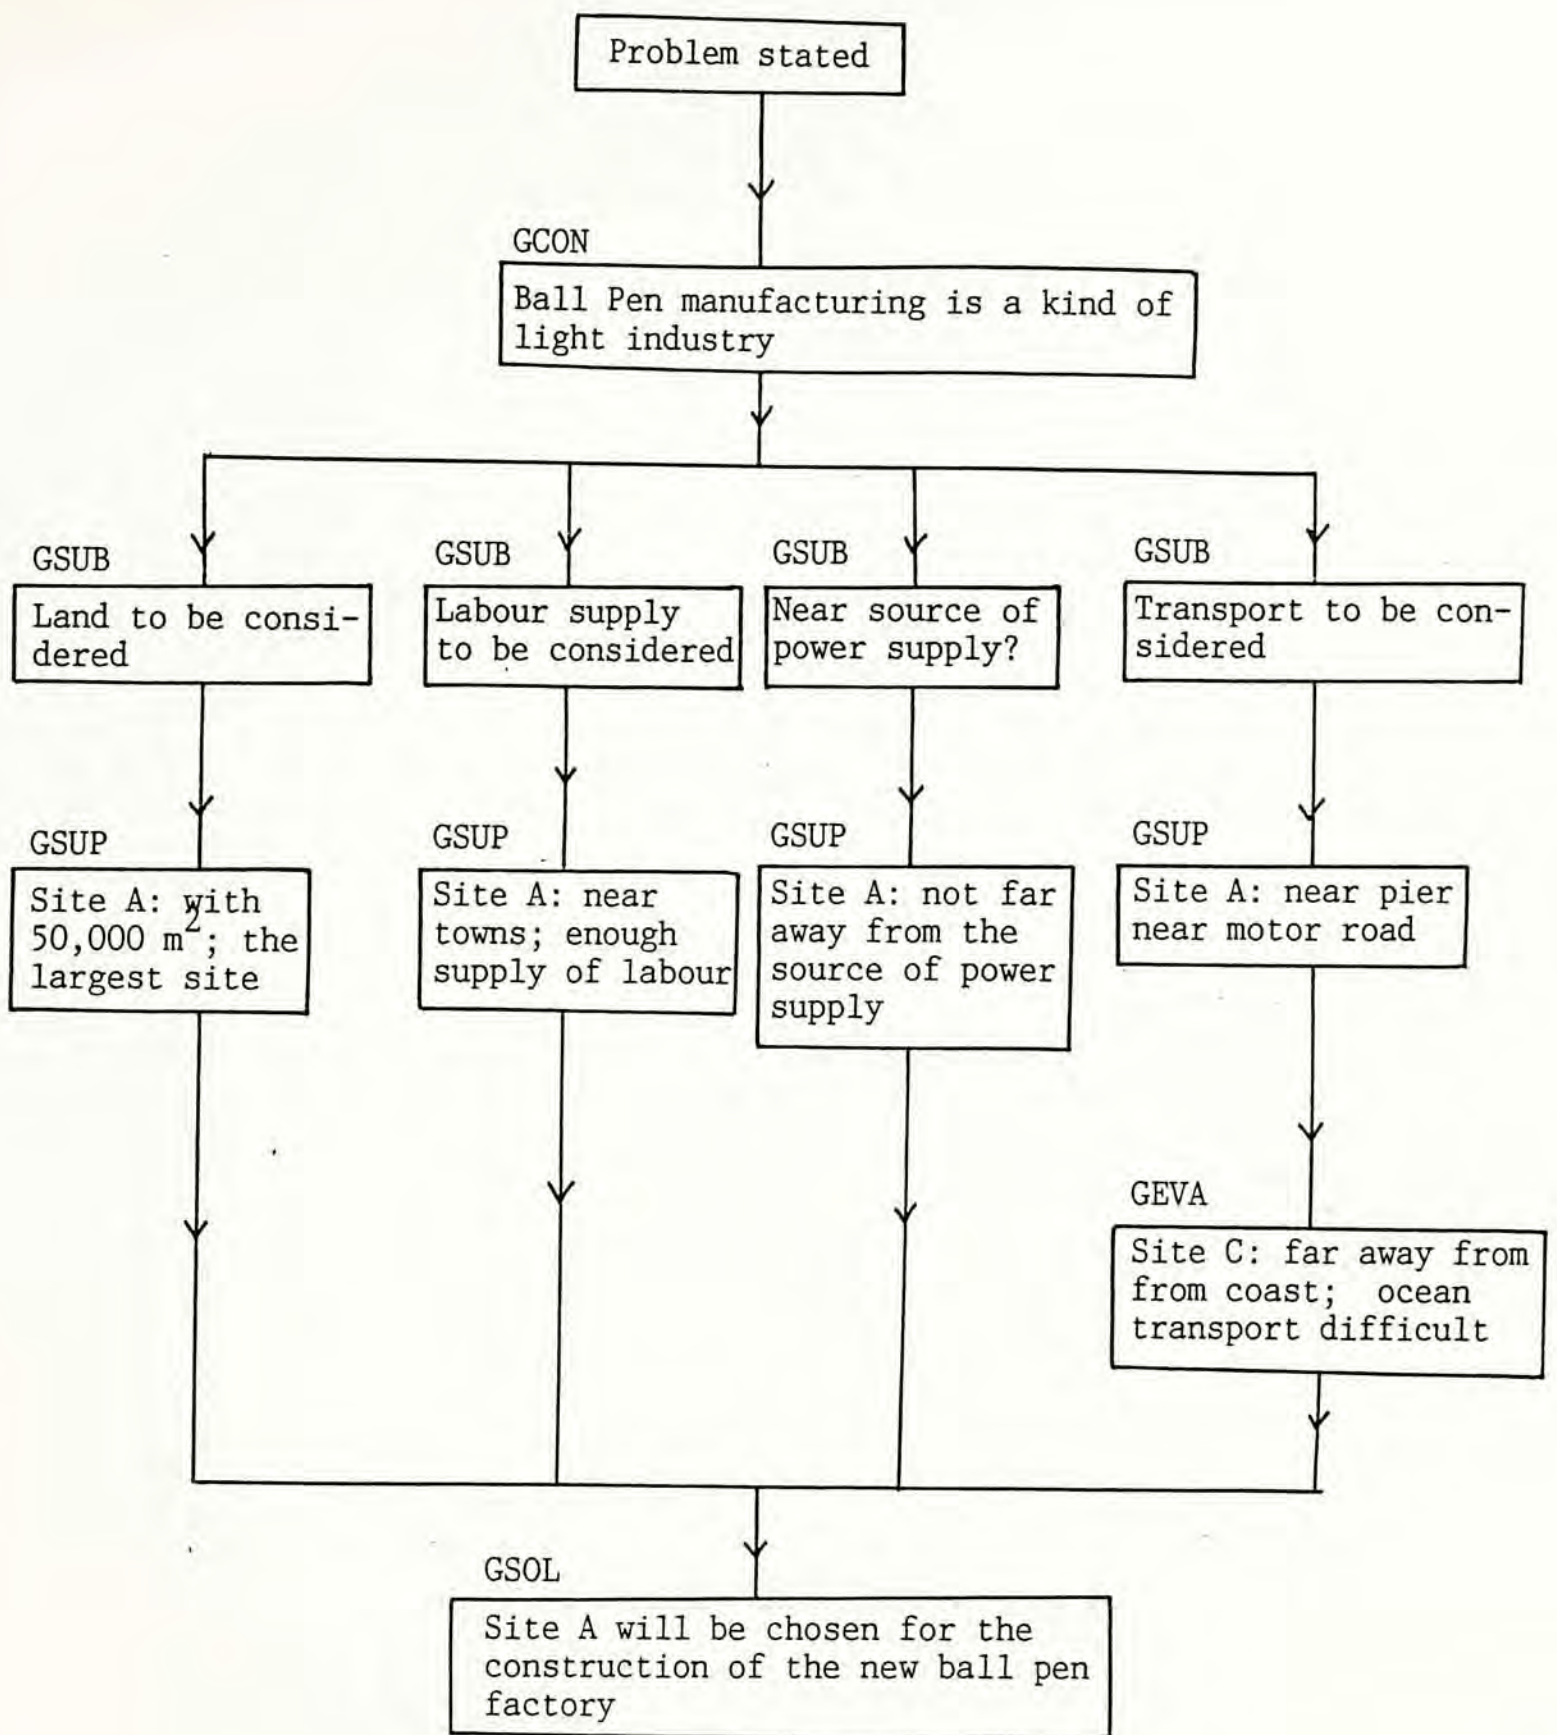 Problem stated
GCON
Ball Pen manufacturing is a kind of
light industry
GSUB
Land to be consi-
dered
GSUB
Labour supply
to be considered
GSUB
Near source of
power supply?
GSUB
Transport to be con-
sidered
GSUP
Site A: with
50,000 m²; the
largest site
GSUP
Site A: near
towns; enough
supply of labour
GSUP
Site A: not far
away from the
source of power
supply
GSUP
Site A: near pier
near motor road
GEVA
Site C: far away from
from coast; ocean
transport difficult
GSOL
Site A will be chosen for the
construction of the new ball pen
factory